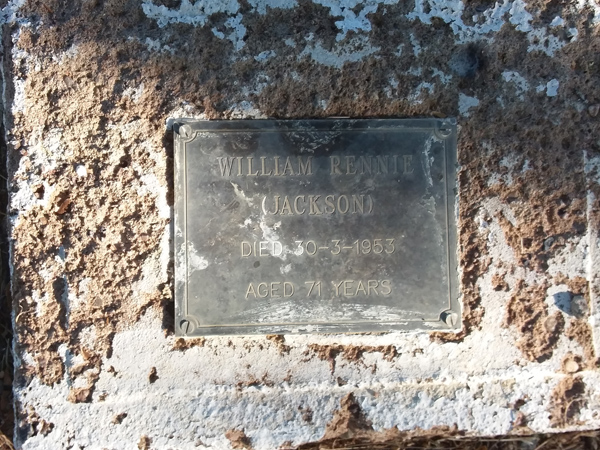 WILLIAM RENNIE
(JACKSON)
DIED 30-3-1953
AGED 71 YEARS